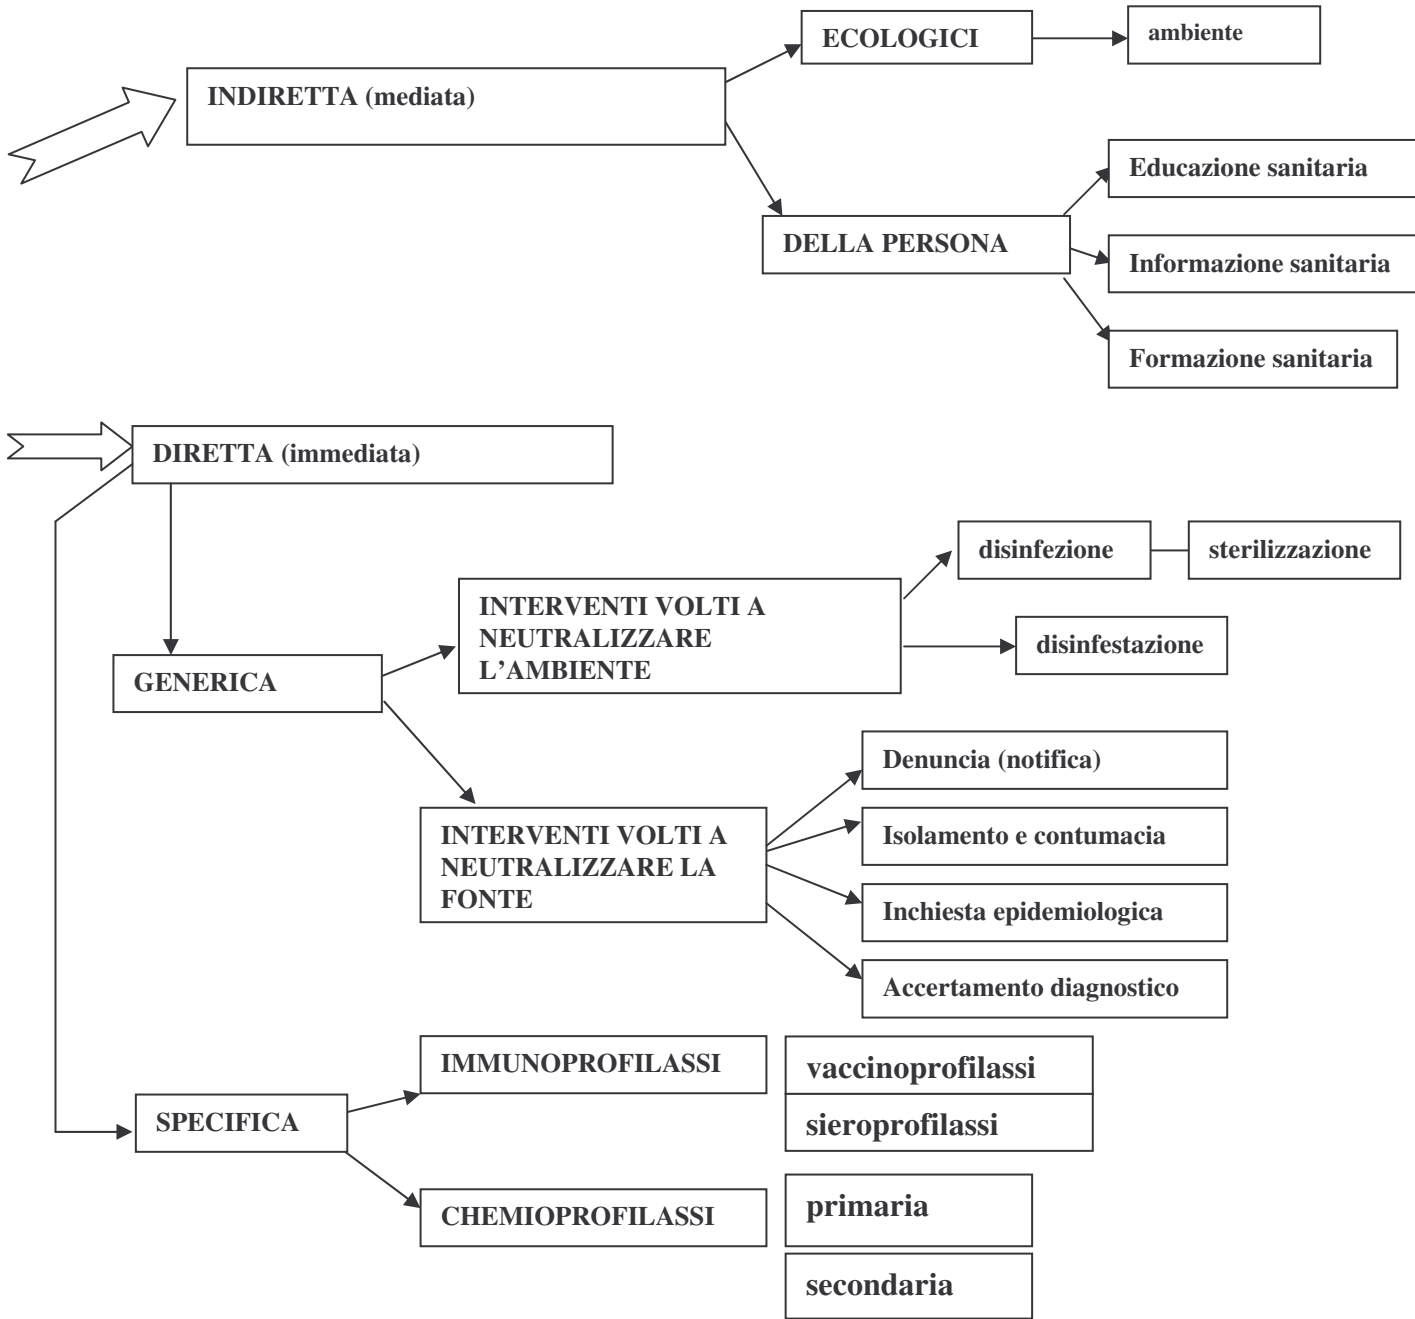 ECOLOGICI
ambiente
INDIRETTA (mediata)
Educazione sanitaria
DELLA PERSONA
Informazione sanitaria
Formazione sanitaria
DIRETTA (immediata)
disinfezione
sterilizzazione
INTERVENTI VOLTI A
NEUTRALIZZARE
L’AMBIENTE
disinfestazione
GENERICA
Denuncia (notifica)
INTERVENTI VOLTI A
NEUTRALIZZARE LA
FONTE
Isolamento e contumacia
Inchiesta epidemiologica
Accertamento diagnostico
IMMUNOPROFILASSI
vaccinoprofilassi
sieroprofilassi
SPECIFICA
CHEMIOPROFILASSI
primaria
secondaria